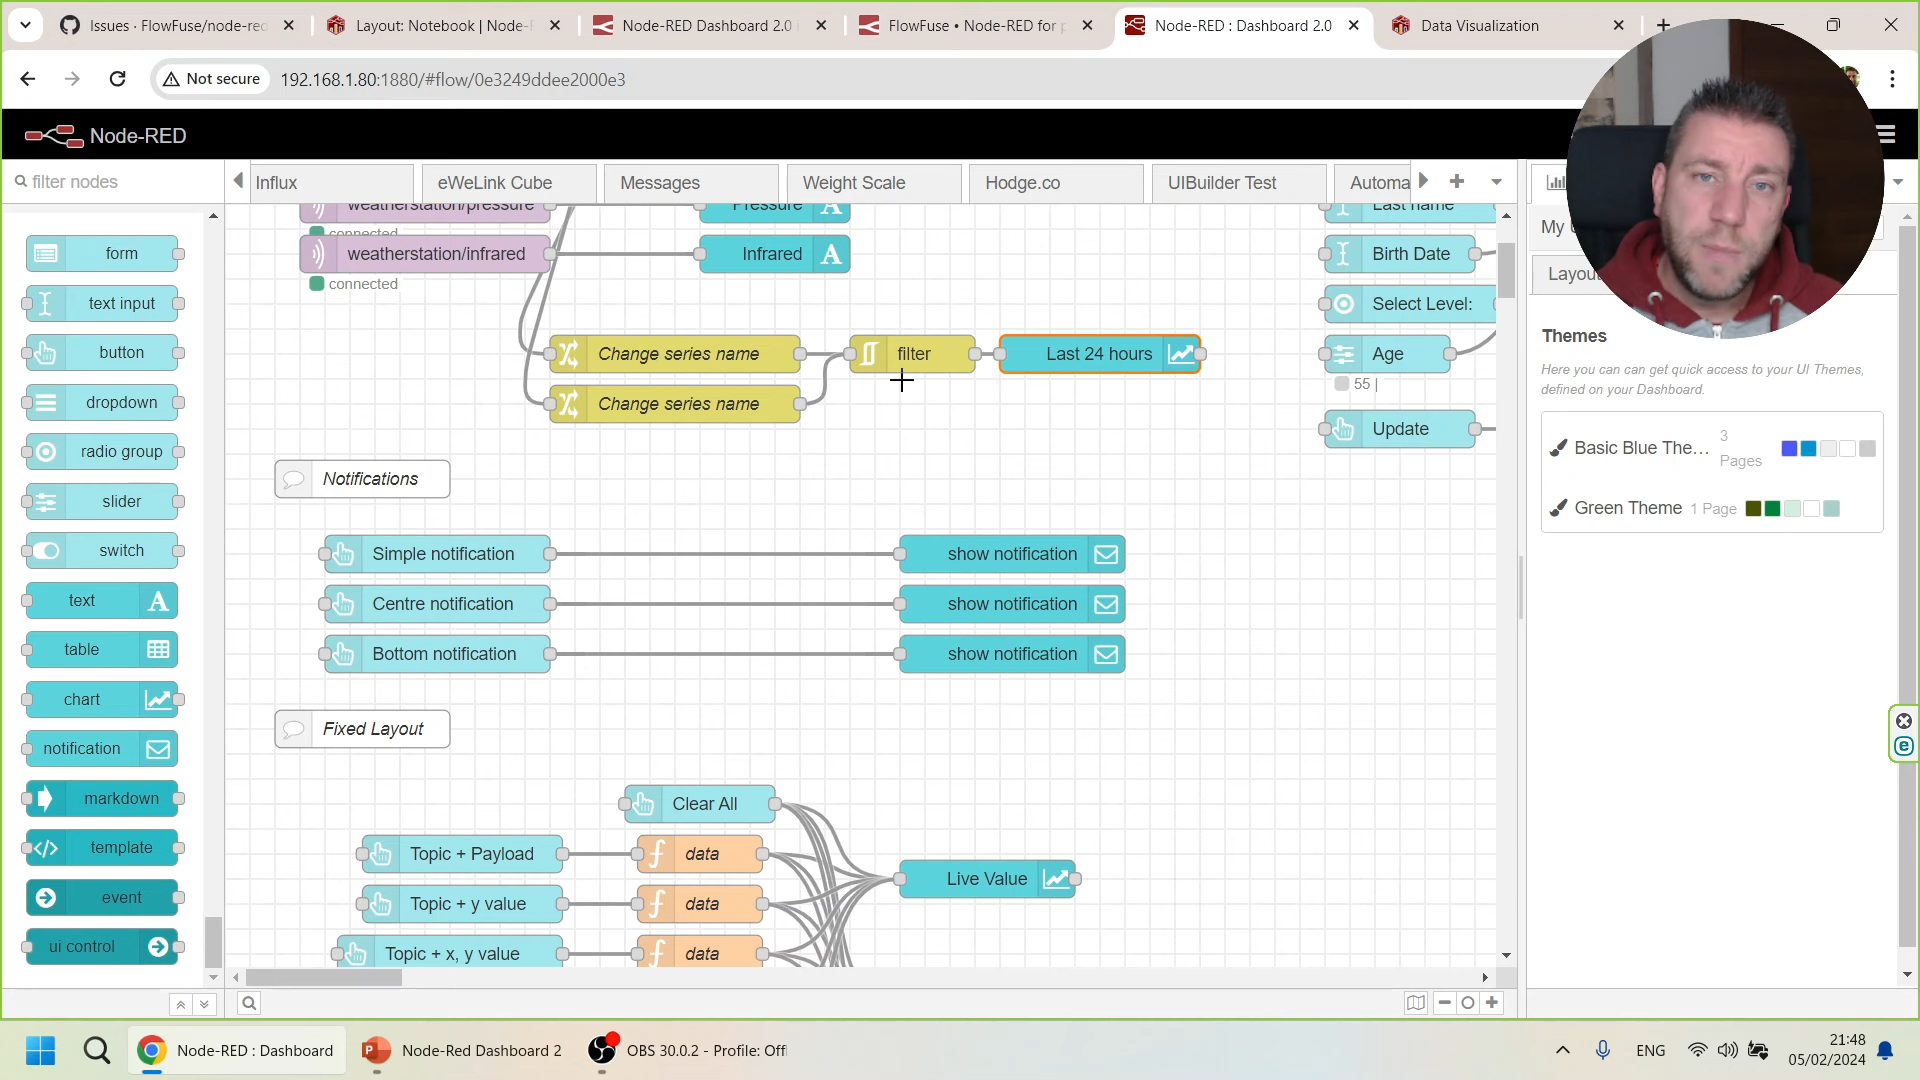 Issues · FlowFuse/node-red
Layout: Notebook | Node-R
Node-RED Dashboard 2.0
FlowFuse • Node-RED for p
Node-RED : Dashboard 2.0
Data Visualization
Not secure
192.168.1.80:1880/#flow/0e3249ddee2000e3
Node-RED
filter nodes
Influx
eWeLink Cube
Messages
Weight Scale
Hodge.co
UIBuilder Test
Automa
form
text input
button
dropdown
radio group
slider
switch
text
table
chart
notification
markdown
template
event
ui control
weatherstation/pressure
connected
Pressure
weatherstation/infrared
connected
Infrared
Change series name
Change series name
filter
Last 24 hours
Last name
Birth Date
Select Level:
Age
55 |
Update
Notifications
Simple notification
show notification
Centre notification
show notification
Bottom notification
show notification
Fixed Layout
Clear All
Topic + Payload
data
Topic + y value
data
Topic + x, y value
data
Live Value
My
Layou
Themes
Here you can can get quick access to your UI Themes,
defined on your Dashboard.
Basic Blue The...
3
Pages
Green Theme
1 Page
Node-RED : Dashboard
Node-Red Dashboard 2
OBS 30.0.2 - Profile: Offi
ENG
21:48
05/02/2024